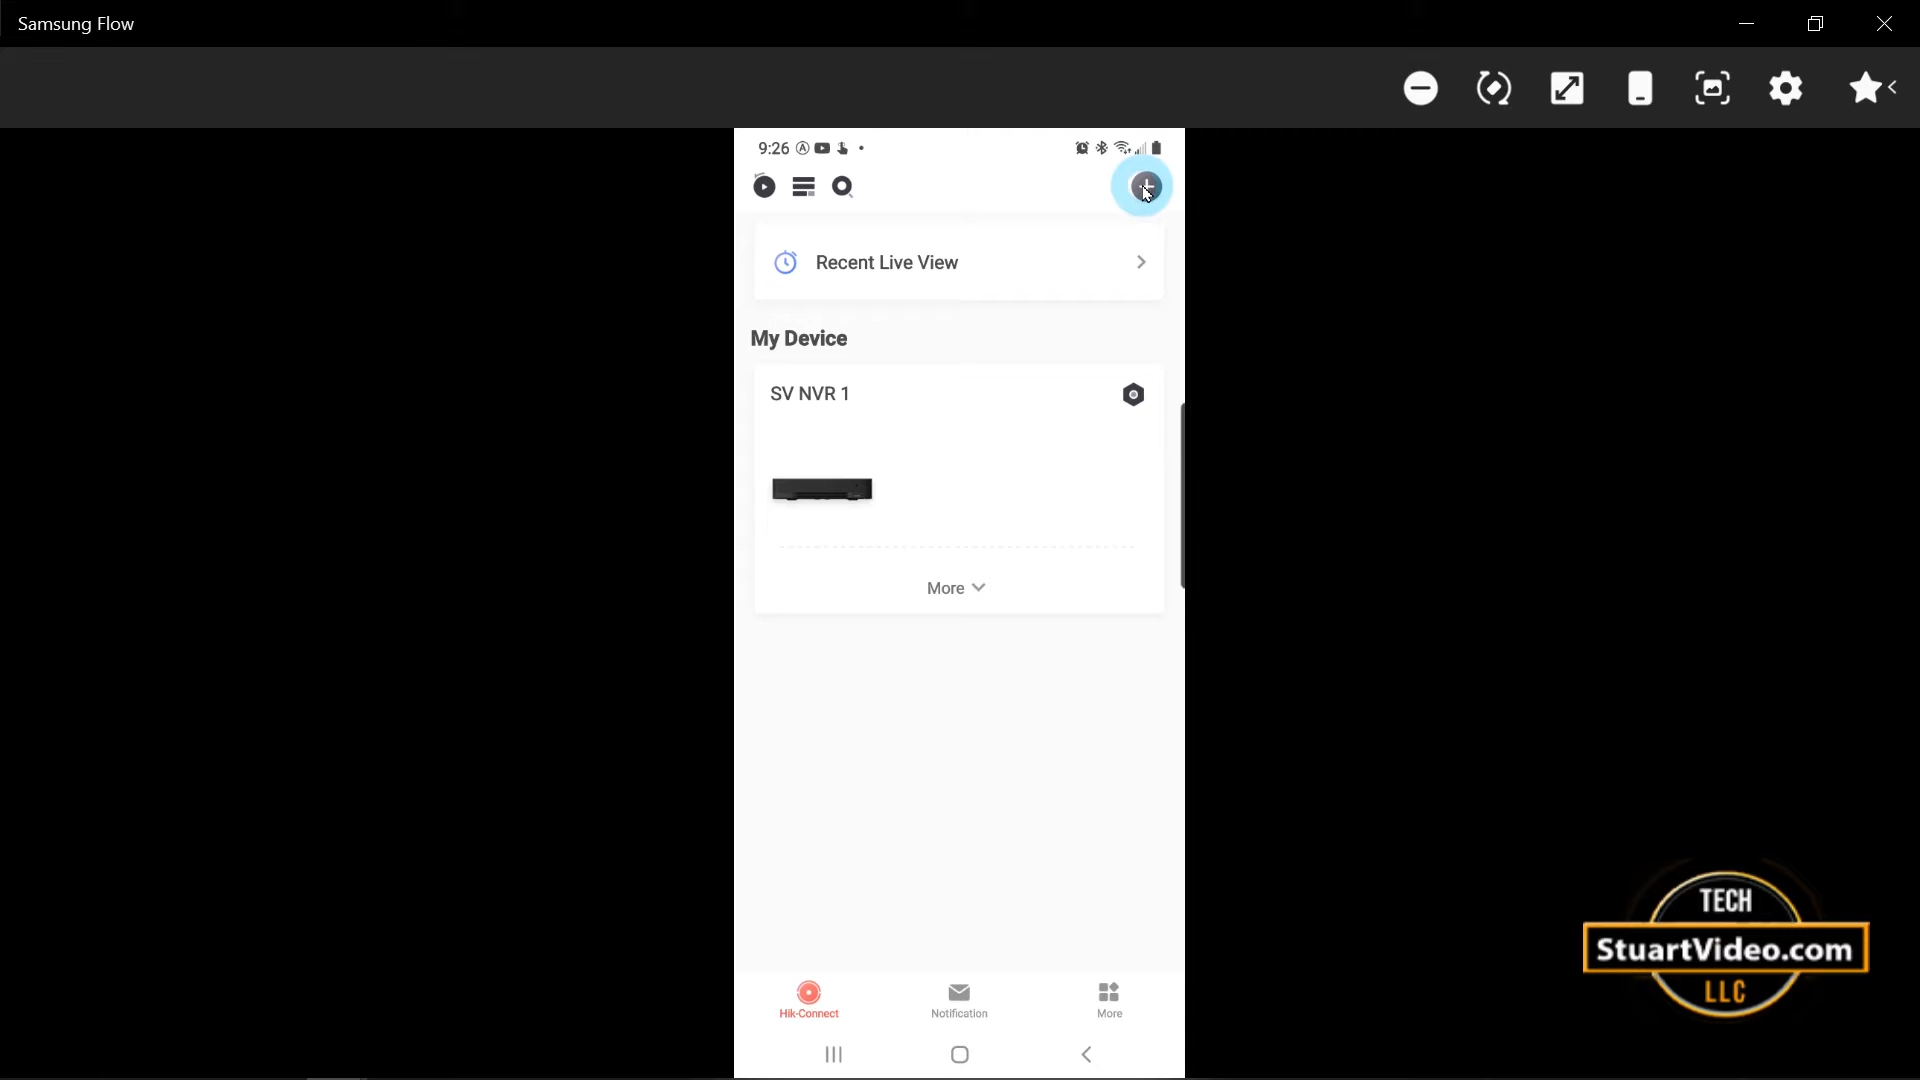 Samsung Flow
9:26
Recent Live View
My Device
SV NVR 1
More
Hik-Connect
Notification
More
TECH
StuartVideo.com
LLC